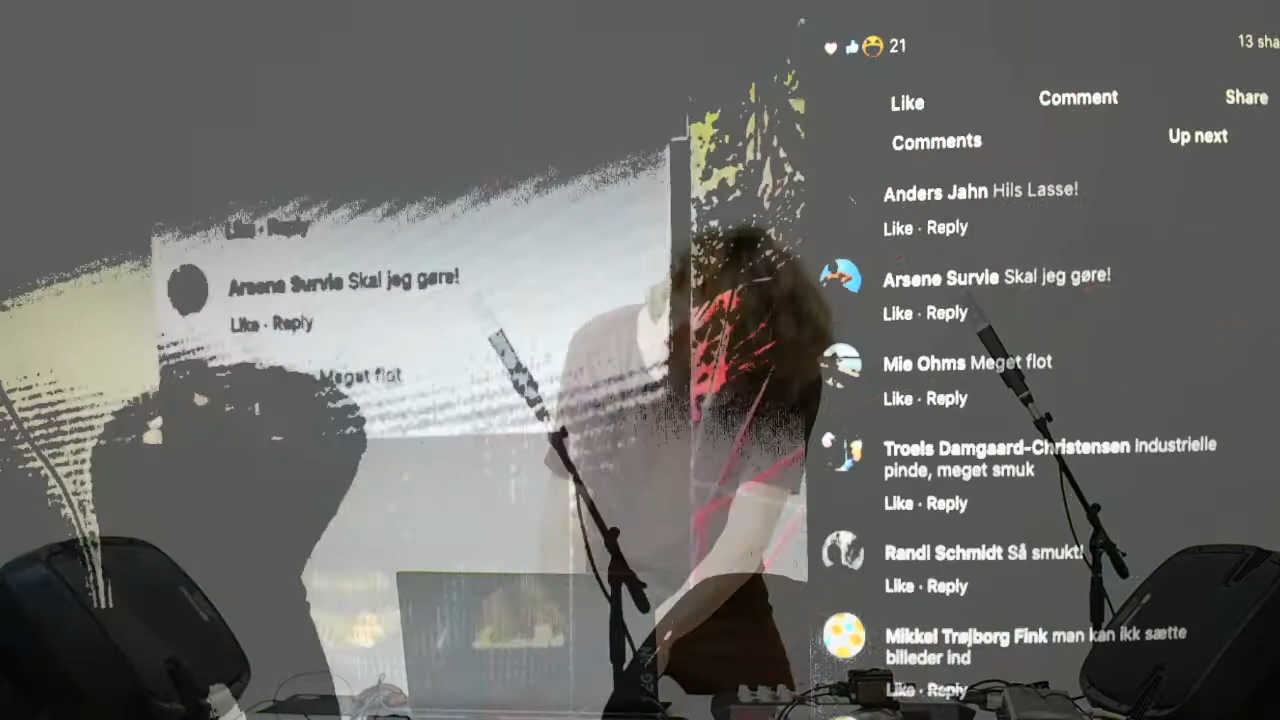 21
13 sha
Like Comment Share
Comments Up next
Anders Jahn Hils Lasse!
Like · Reply
Arsene Survie Skal jeg gøre!
Like · Reply
Mie Ohms Meget flot
Like · Reply
Troels Damgaard-Christensen Industrielle
pinde, meget smuk
Like · Reply
Randi Schmidt Så smukt!
Like · Reply
Mikkel Trøjborg Fink man kan ikk sætte
billeder ind
Like · Reply
Like · Reply
Arsene Survie Skal jeg gøre!
Like · Reply
Meget flot